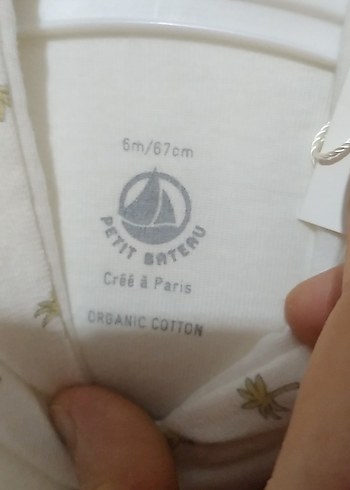 6m/67cm
PETIT BATEAU
Créé à Paris
ORGANIC COTTON